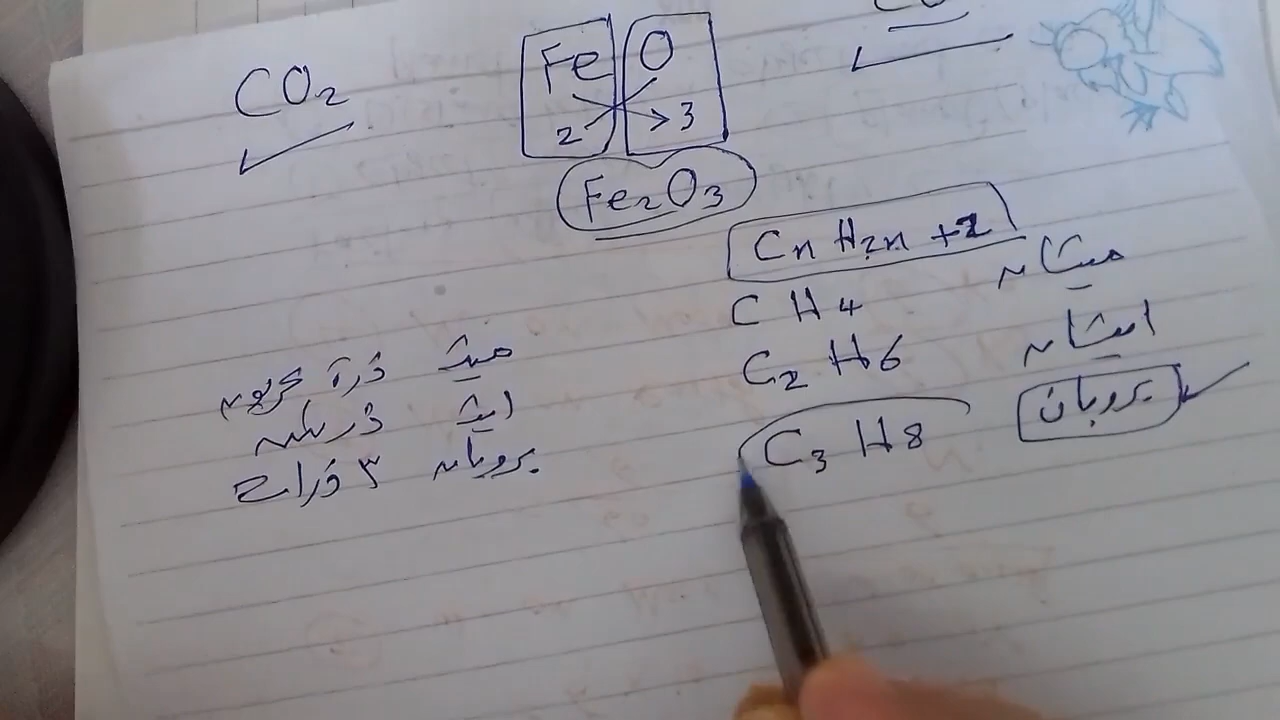 CO2
Fe O
2 3
Fe2O3
CnH2n+2
CH4 ميثان
C2H6 ايثان
C3H8 بروبان
ميث ذرة كربون
ايث ذرتين
بروبان ٣ ذرات